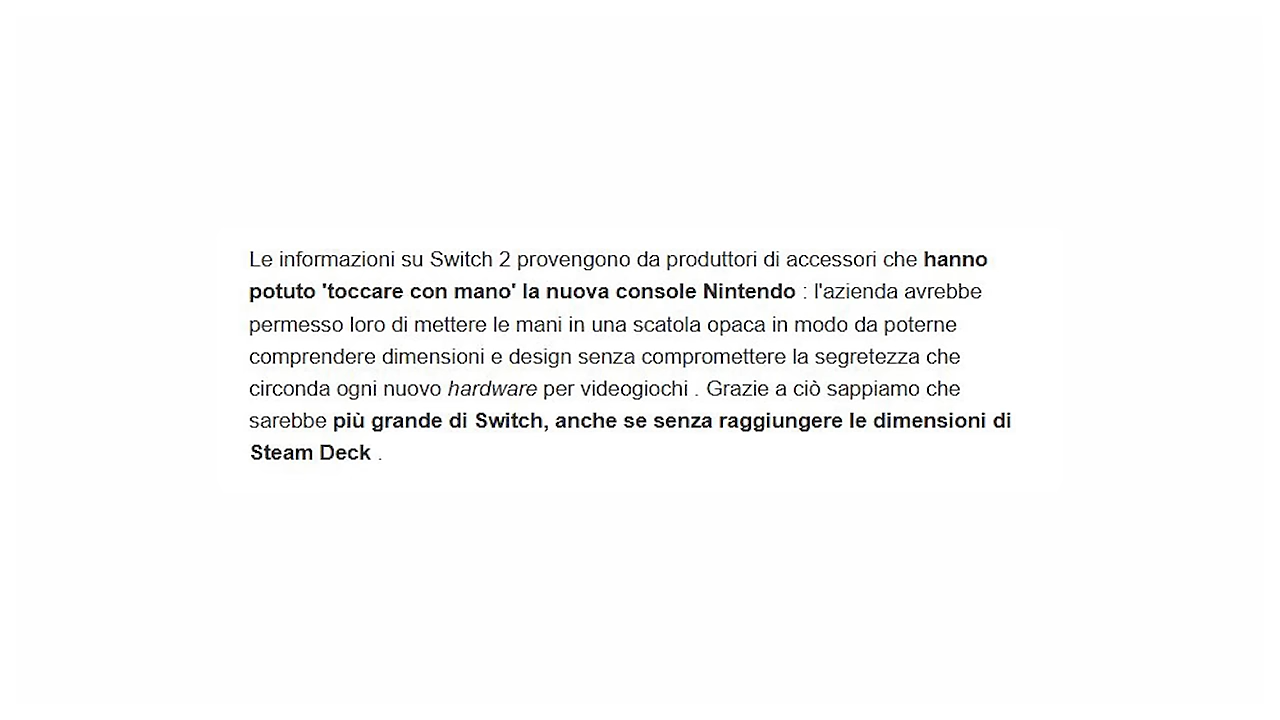 Le informazioni su Switch 2 provengono da produttori di accessori che hanno
potuto 'toccare con mano' la nuova console Nintendo : l'azienda avrebbe
permesso loro di mettere le mani in una scatola opaca in modo da poterne
comprendere dimensioni e design senza compromettere la segretezza che
circonda ogni nuovo hardware per videogiochi . Grazie a ciò sappiamo che
sarebbe più grande di Switch, anche se senza raggiungere le dimensioni di
Steam Deck .